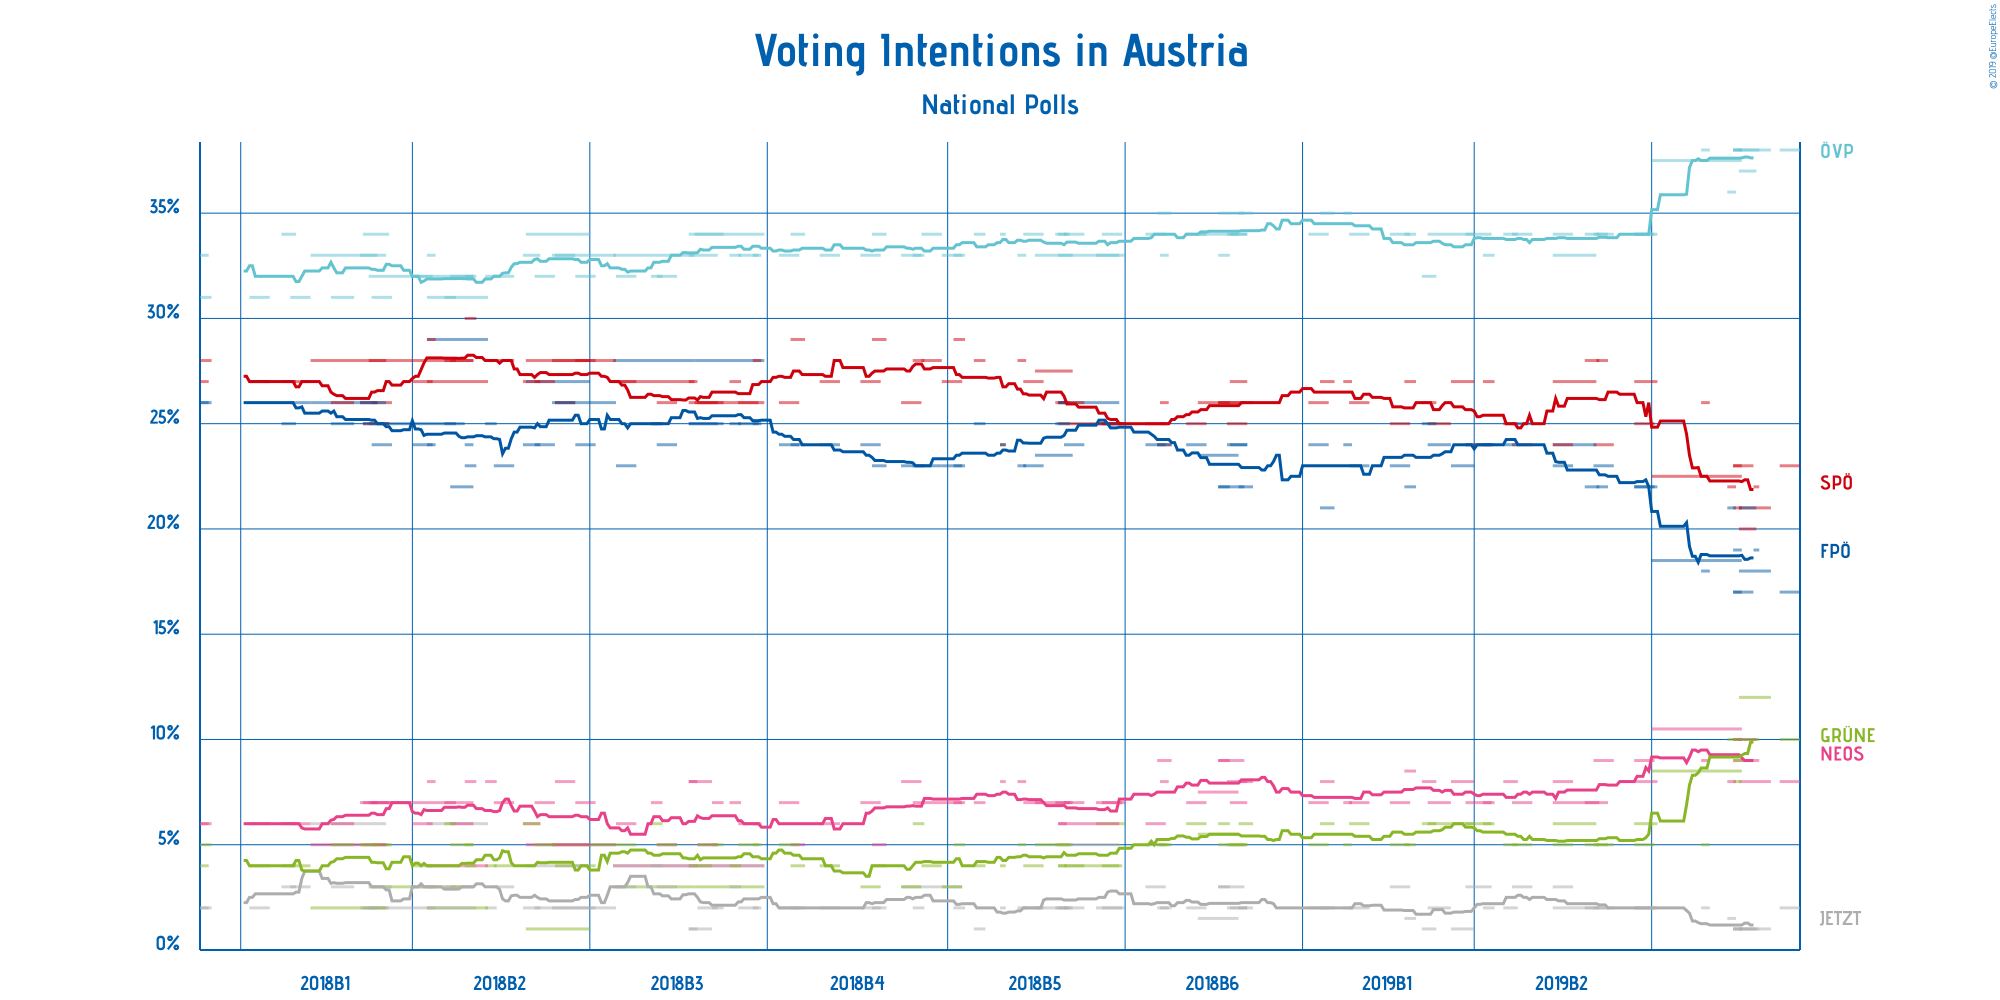 Voting Intentions in Austria
© 2019 @EuropeElects
National Polls
ÖVP
35%
30%
25%
SPÖ
20%
FPÖ
15%
10%
GRÜNE
NEOS
5%
JETZT
0%
2018B1 2018B2 2018B3 2018B4 2018B5 2018B6 2019B1 2019B2